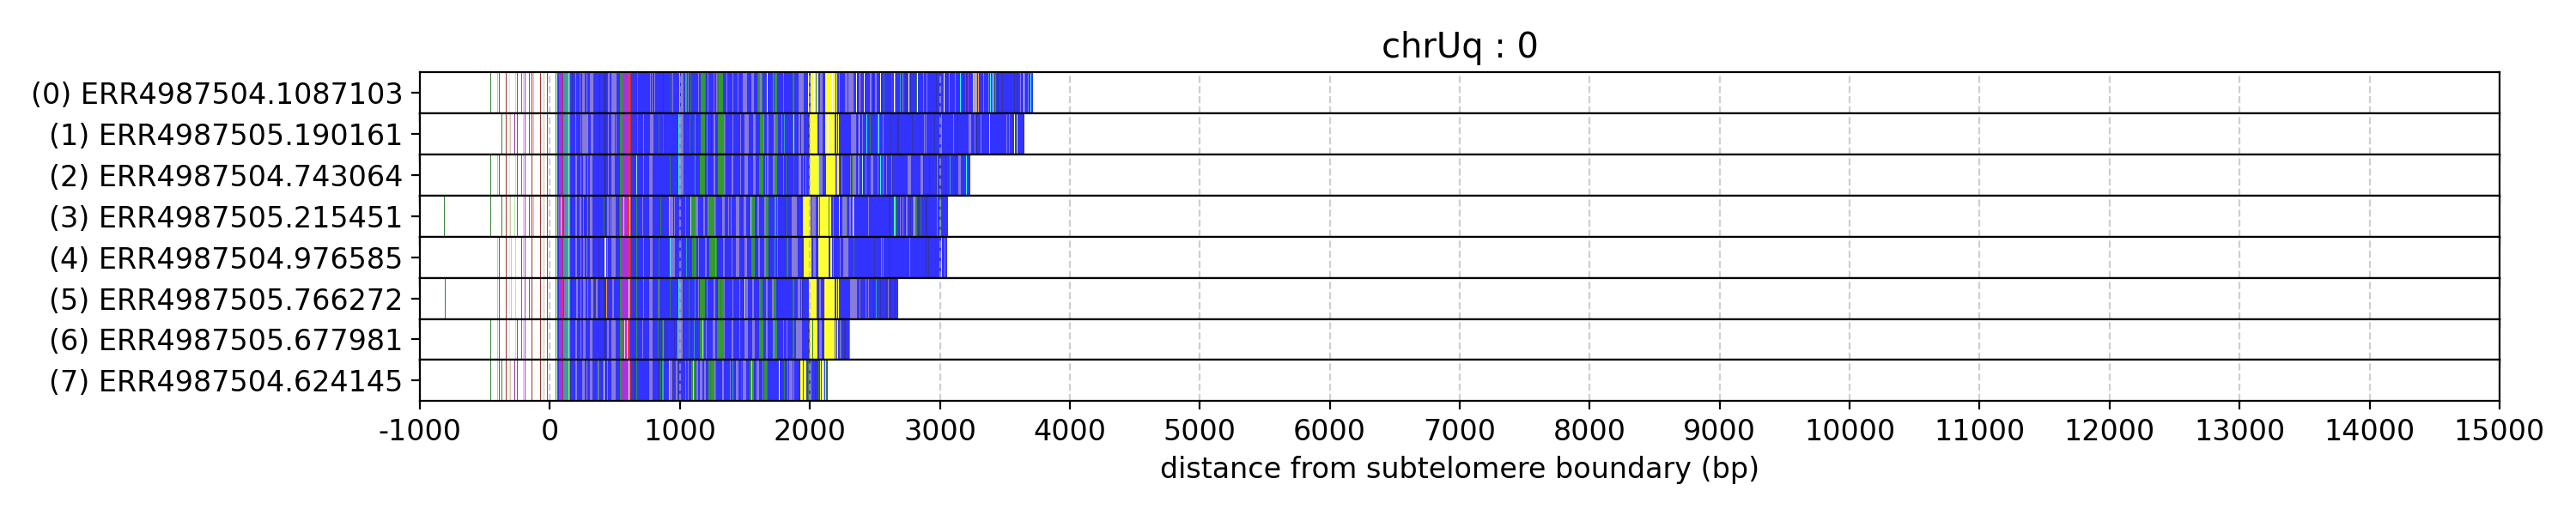 chrUq : 0
(0) ERR4987504.1087103
(1) ERR4987505.190161
(2) ERR4987504.743064
(3) ERR4987505.215451
(4) ERR4987504.976585
(5) ERR4987505.766272
(6) ERR4987505.677981
(7) ERR4987504.624145
-1000 0 1000 2000 3000 4000 5000 6000 7000 8000 9000 10000 11000 12000 13000 14000 15000
distance from subtelomere boundary (bp)